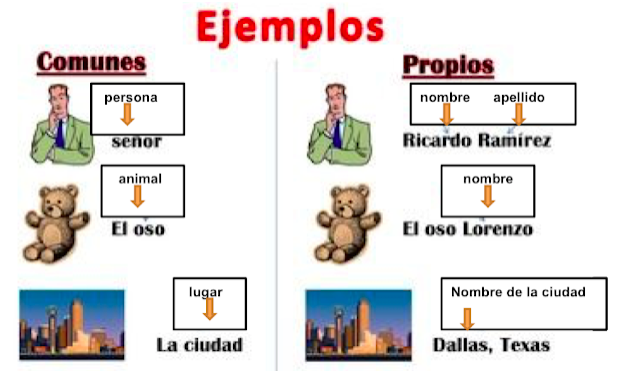 Ejemplos
Comunes
persona
señor
animal
El oso
lugar
La ciudad
Propios
nombre apellido
Ricardo Ramírez
nombre
El oso Lorenzo
Nombre de la ciudad
Dallas, Texas